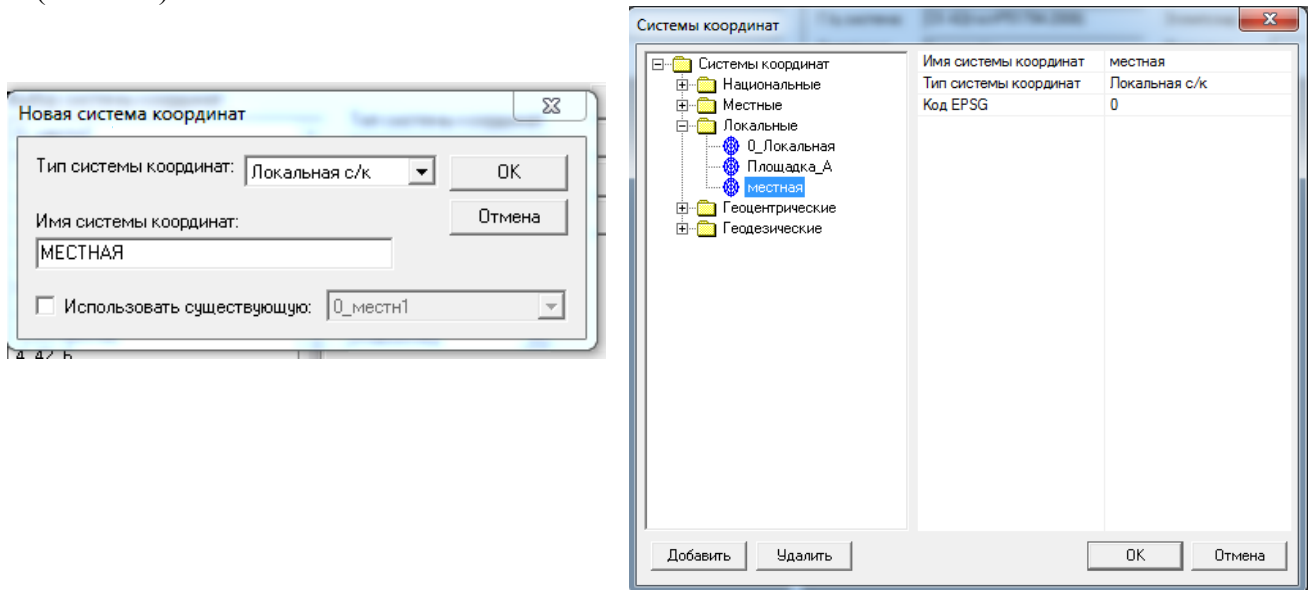 Новая система координат
Тип системы координат: Локальная с/к
OK
Имя системы координат:
Отмена
МЕСТНАЯ
Использовать существующую: 0_местн1
Системы координат
Системы координат
Национальные
Местные
Локальные
0_Локальная
Площадка_А
местная
Геоцентрические
Геодезические
Имя системы координат местная
Тип системы координат Локальная с/к
Код EPSG 0
Добавить Удалить OK Отмена